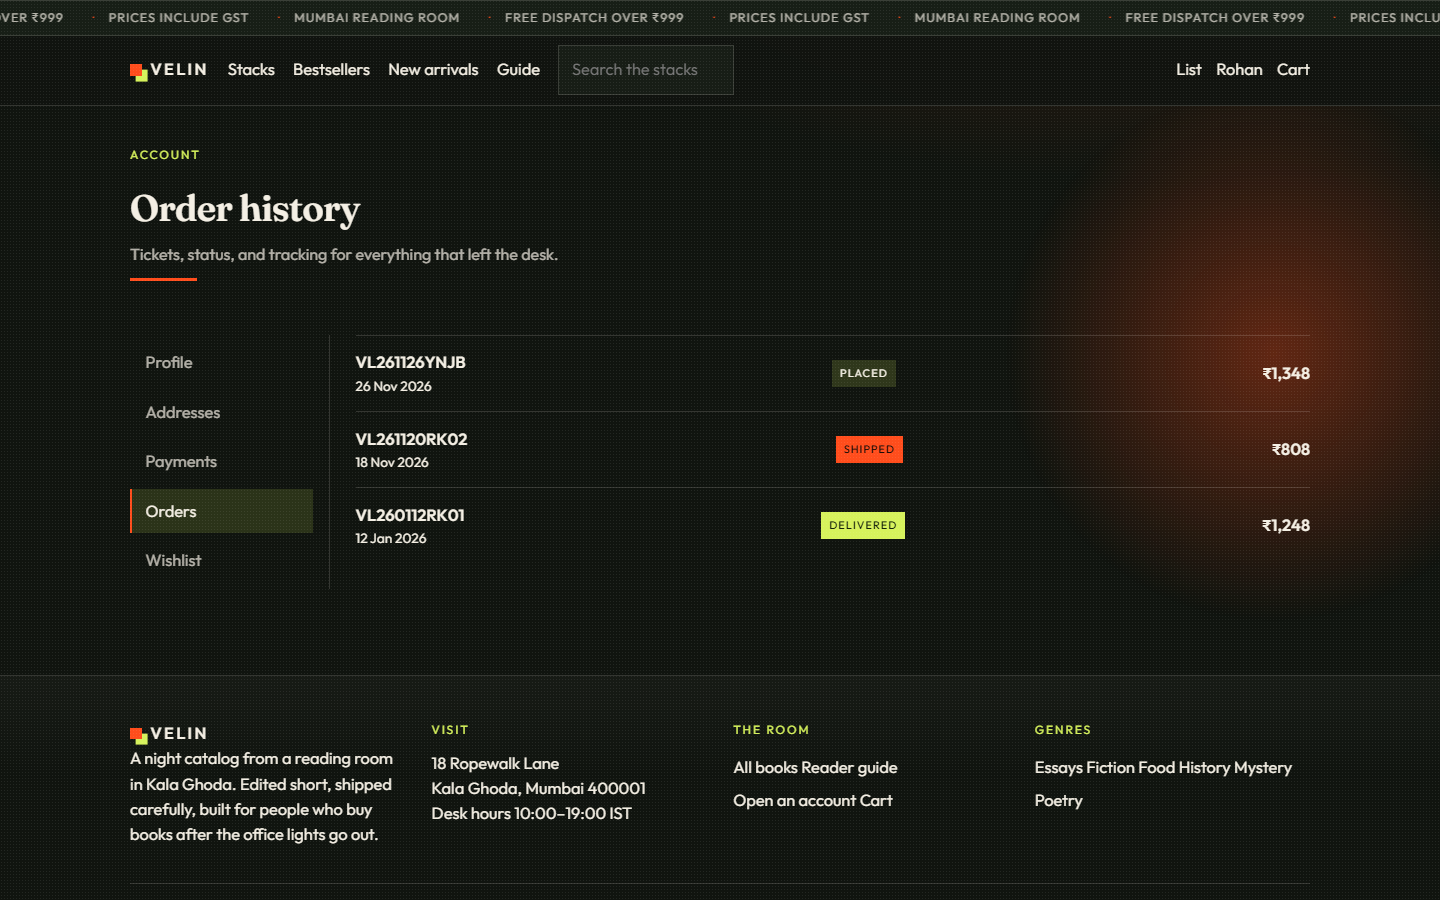 OVER ₹999 · PRICES INCLUDE GST · MUMBAI READING ROOM · FREE DISPATCH OVER ₹999 · PRICES INCLUDE GST · MUMBAI READING ROOM · FREE DISPATCH OVER ₹999 · PRICES INCLU
VELIN Stacks Bestsellers New arrivals Guide Search the stacks List Rohan Cart
ACCOUNT
Order history
Tickets, status, and tracking for everything that left the desk.
Profile
Addresses
Payments
Orders
Wishlist
VL261126YNJB
26 Nov 2026
PLACED
₹1,348
VL261120RK02
18 Nov 2026
SHIPPED
₹808
VL260112RK01
12 Jan 2026
DELIVERED
₹1,248
VELIN
A night catalog from a reading room
in Kala Ghoda. Edited short, shipped
carefully, built for people who buy
books after the office lights go out.
VISIT
18 Ropewalk Lane
Kala Ghoda, Mumbai 400001
Desk hours 10:00–19:00 IST
THE ROOM
All books Reader guide
Open an account Cart
GENRES
Essays Fiction Food History Mystery
Poetry